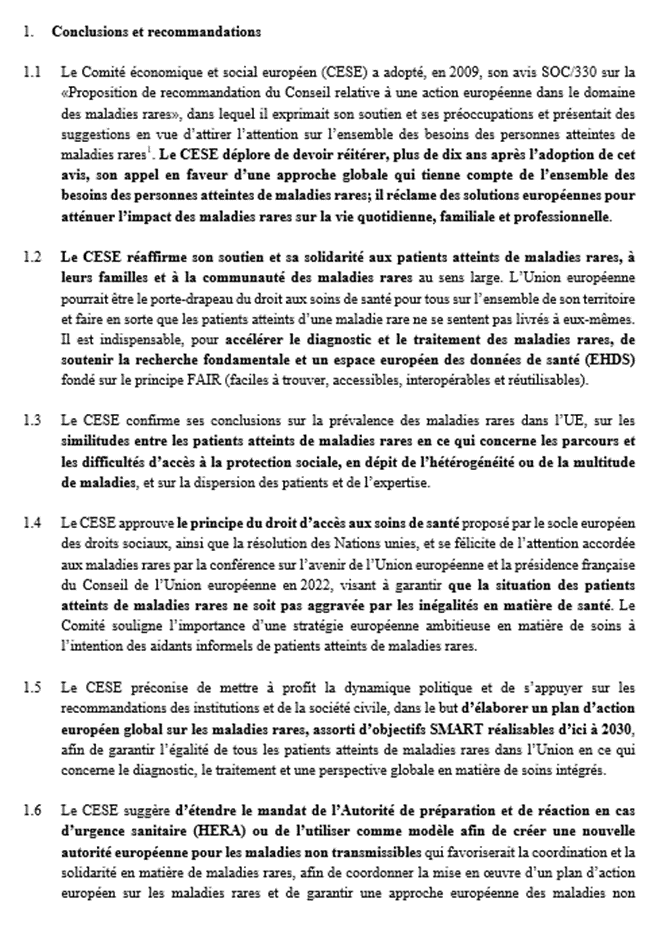 1. Conclusions et recommandations
1.1 Le Comité économique et social européen (CESE) a adopté, en 2009, son avis SOC/330 sur la
«Proposition de recommandation du Conseil relative à une action européenne dans le domaine
des maladies rares», dans lequel il exprimait son soutien et ses préoccupations et présentait des
suggestions en vue d'attirer l'attention sur l'ensemble des besoins des personnes atteintes de
maladies rares¹. Le CESE déplore de devoir réitérer, plus de dix ans après l'adoption de cet
avis, son appel en faveur d'une approche globale qui tienne compte de l'ensemble des
besoins des personnes atteintes de maladies rares; il réclame des solutions européennes pour
atténuer l'impact des maladies rares sur la vie quotidienne, familiale et professionnelle.
1.2 Le CESE réaffirme son soutien et sa solidarité aux patients atteints de maladies rares, à
leurs familles et à la communauté des maladies rares au sens large. L'Union européenne
pourrait être le porte-drapeau du droit aux soins de santé pour tous sur l'ensemble de son territoire
et faire en sorte que les patients atteints d'une maladie rare ne se sentent pas livrés à eux-mêmes.
Il est indispensable, pour accélérer le diagnostic et le traitement des maladies rares, de
soutenir la recherche fondamentale et un espace européen des données de santé (EHDS)
fondé sur le principe FAIR (faciles à trouver, accessibles, interopérables et réutilisables).
1.3 Le CESE confirme ses conclusions sur la prévalence des maladies rares dans l'UE, sur les
similitudes entre les patients atteints de maladies rares en ce qui concerne les parcours et
les difficultés d'accès à la protection sociale, en dépit de l'hétérogénéité ou de la multitude
de maladies, et sur la dispersion des patients et de l'expertise.
1.4 Le CESE approuve le principe du droit d'accès aux soins de santé proposé par le socle européen
des droits sociaux, ainsi que la résolution des Nations unies, et se félicite de l'attention accordée
aux maladies rares par la conférence sur l'avenir de l'Union européenne et la présidence française
du Conseil de l'Union européenne en 2022, visant à garantir que la situation des patients
atteints de maladies rares ne soit pas aggravée par les inégalités en matière de santé. Le
Comité souligne l'importance d'une stratégie européenne ambitieuse en matière de soins à
l'intention des aidants informels de patients atteints de maladies rares.
1.5 Le CESE préconise de mettre à profit la dynamique politique et de s'appuyer sur les
recommandations des institutions et de la société civile, dans le but d'élaborer un plan d'action
européen global sur les maladies rares, assorti d'objectifs SMART réalisables d'ici à 2030,
afin de garantir l'égalité de tous les patients atteints de maladies rares dans l'Union en ce qui
concerne le diagnostic, le traitement et une perspective globale en matière de soins intégrés.
1.6 Le CESE suggère d'étendre le mandat de l'Autorité de préparation et de réaction en cas
d'urgence sanitaire (HERA) ou de l'utiliser comme modèle afin de créer une nouvelle
autorité européenne pour les maladies non transmissibles qui favoriserait la coordination et la
solidarité en matière de maladies rares, afin de coordonner la mise en œuvre d'un plan d'action
européen sur les maladies rares et de garantir une approche européenne des maladies non